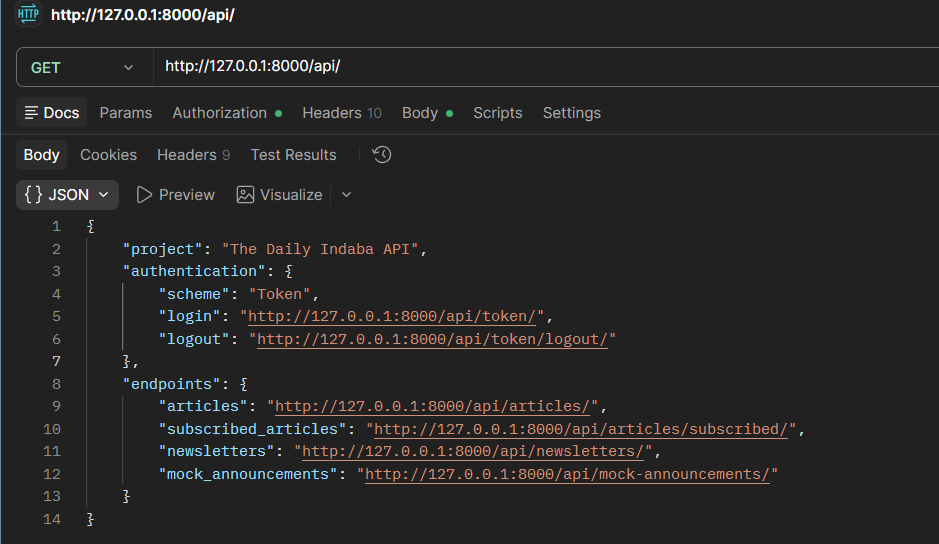 HTTP http://127.0.0.1:8000/api/
GET http://127.0.0.1:8000/api/
Docs Params Authorization Headers 10 Body Scripts Settings
Body Cookies Headers 9 Test Results
{} JSON Preview Visualize
1 {
2 "project": "The Daily Indaba API",
3 "authentication": {
4 "scheme": "Token",
5 "login": "http://127.0.0.1:8000/api/token/",
6 "logout": "http://127.0.0.1:8000/api/token/logout/"
7 },
8 "endpoints": {
9 "articles": "http://127.0.0.1:8000/api/articles/",
10 "subscribed_articles": "http://127.0.0.1:8000/api/articles/subscribed/",
11 "newsletters": "http://127.0.0.1:8000/api/newsletters/",
12 "mock_announcements": "http://127.0.0.1:8000/api/mock-announcements/"
13 }
14 }